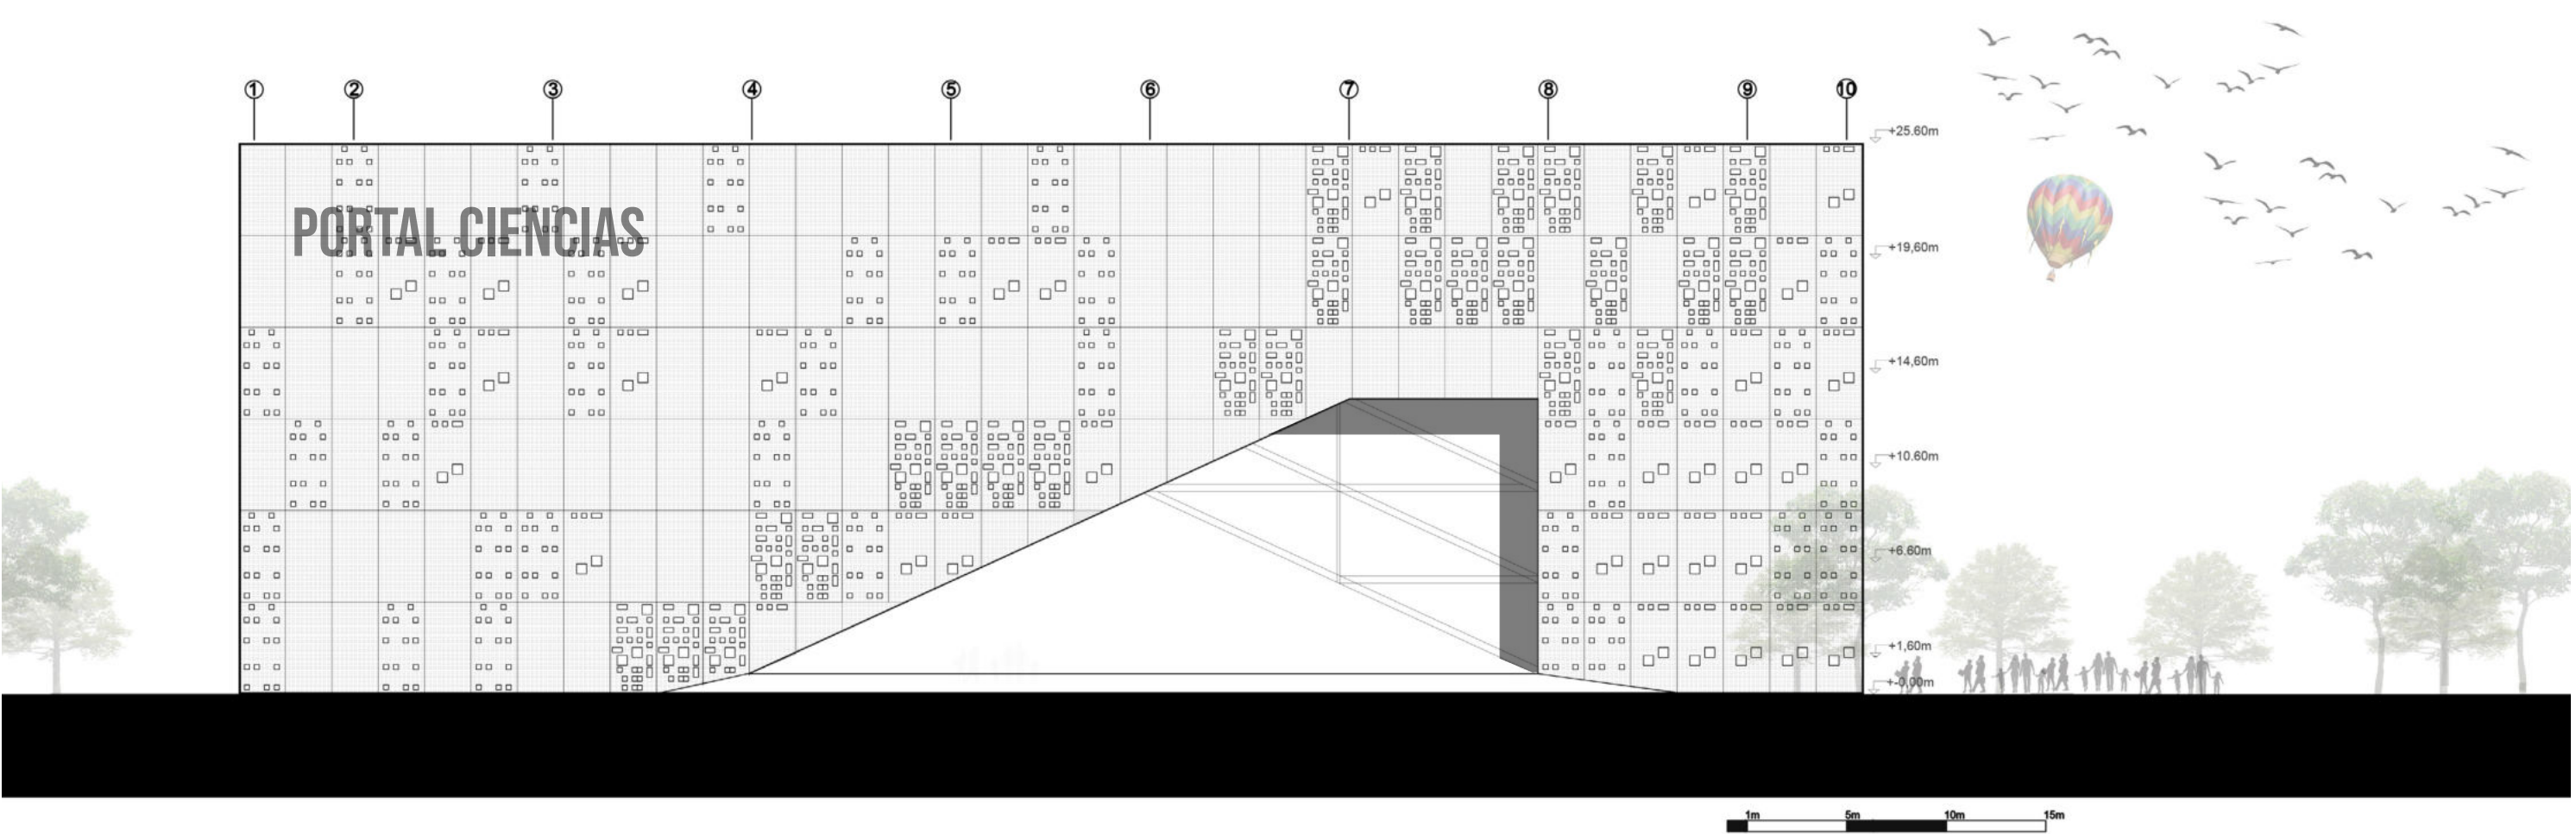 1 2 3 4 5 6 7 8 9 10
+25.60m
PORTAL CIENCIAS
+19,60m
+14,60m
+10.60m
+6.60m
+1,60m
+-0,00m
1m 5m 10m 15m